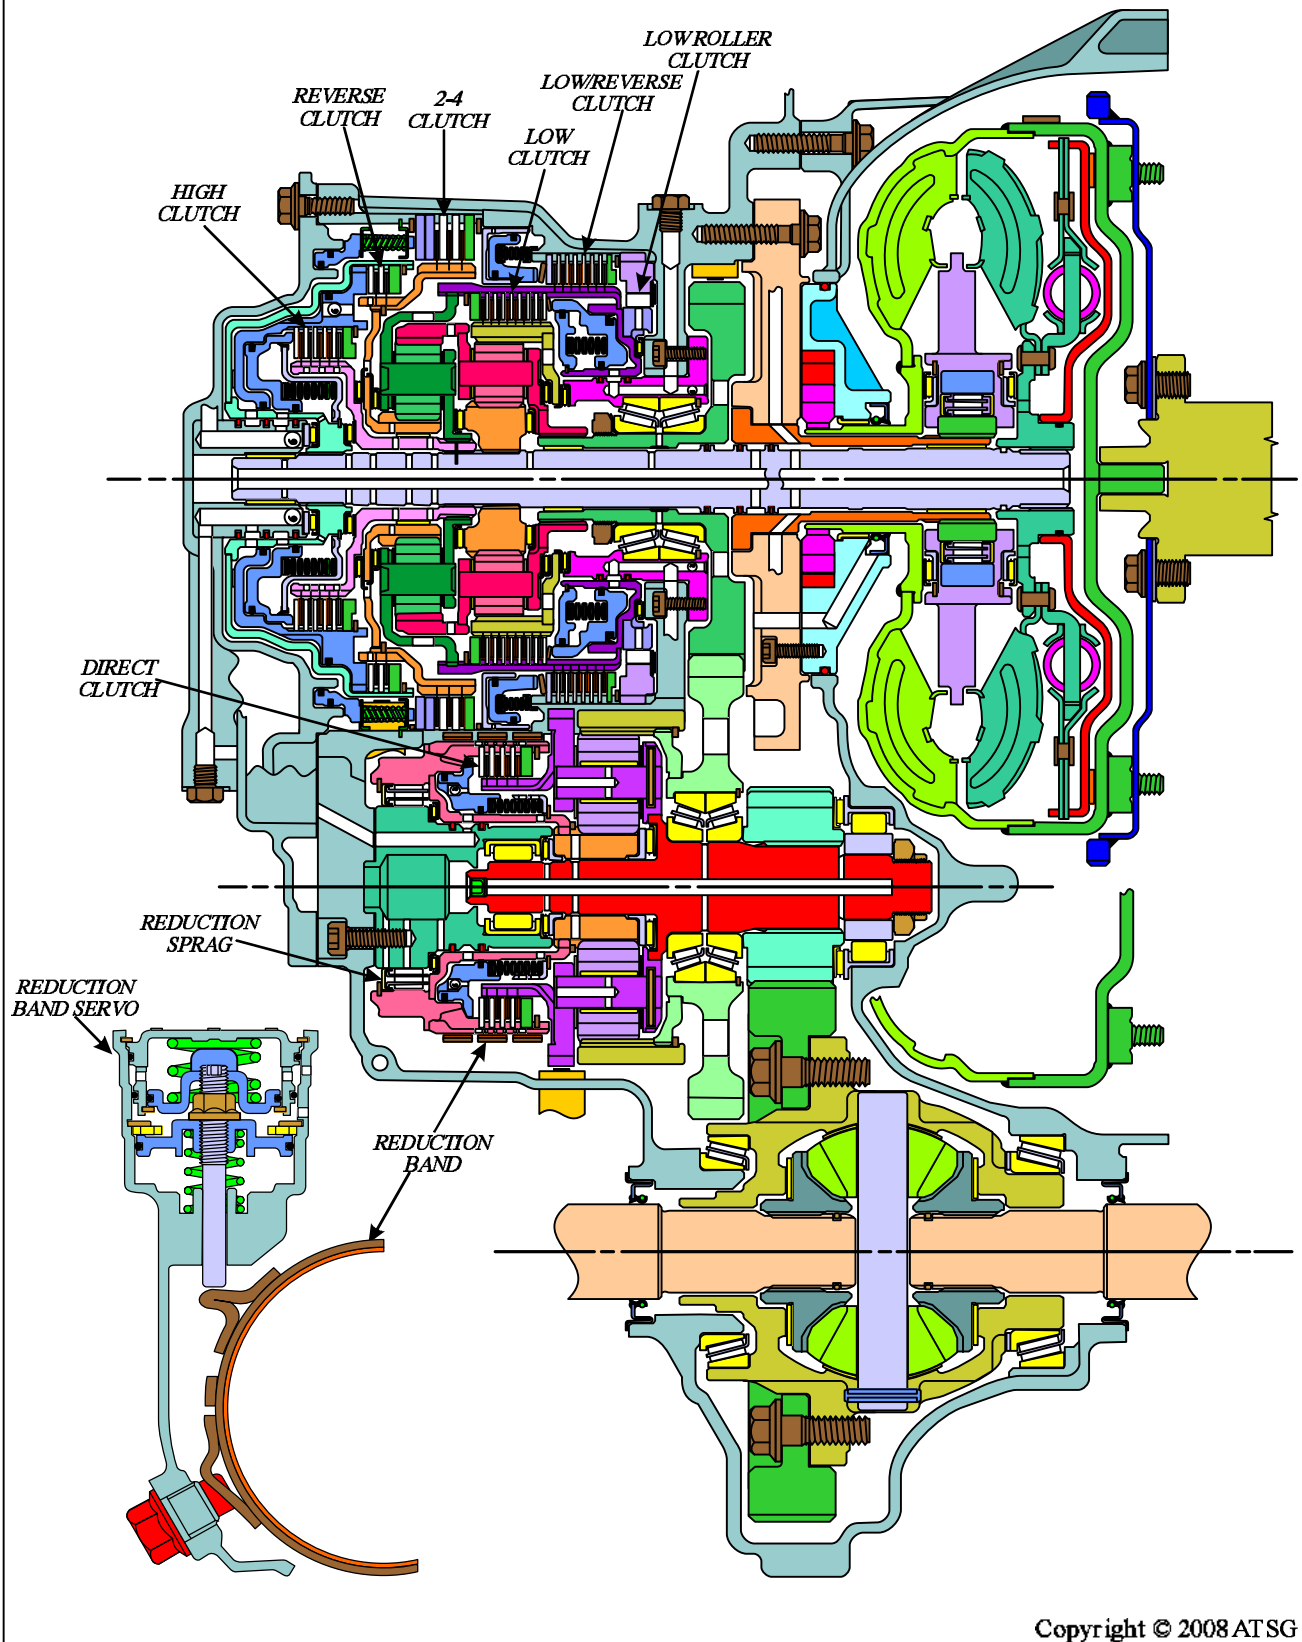 LOW ROLLER
CLUTCH
LOW/REVERSE
CLUTCH
2-4
CLUTCH
REVERSE
CLUTCH
LOW
CLUTCH
HIGH
CLUTCH
DIRECT
CLUTCH
REDUCTION
SPRAG
REDUCTION
BAND SERVO
REDUCTION
BAND
Copyright © 2008 ATSG